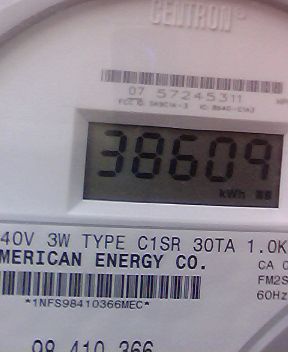 CENTRON
07 57245311
38609
kWh
40V 3W TYPE C1SR 30TA 1.0K
MERICAN ENERGY CO.
CA 0
FM2S
60Hz
*1NFS98410366MEC*
98 410 366